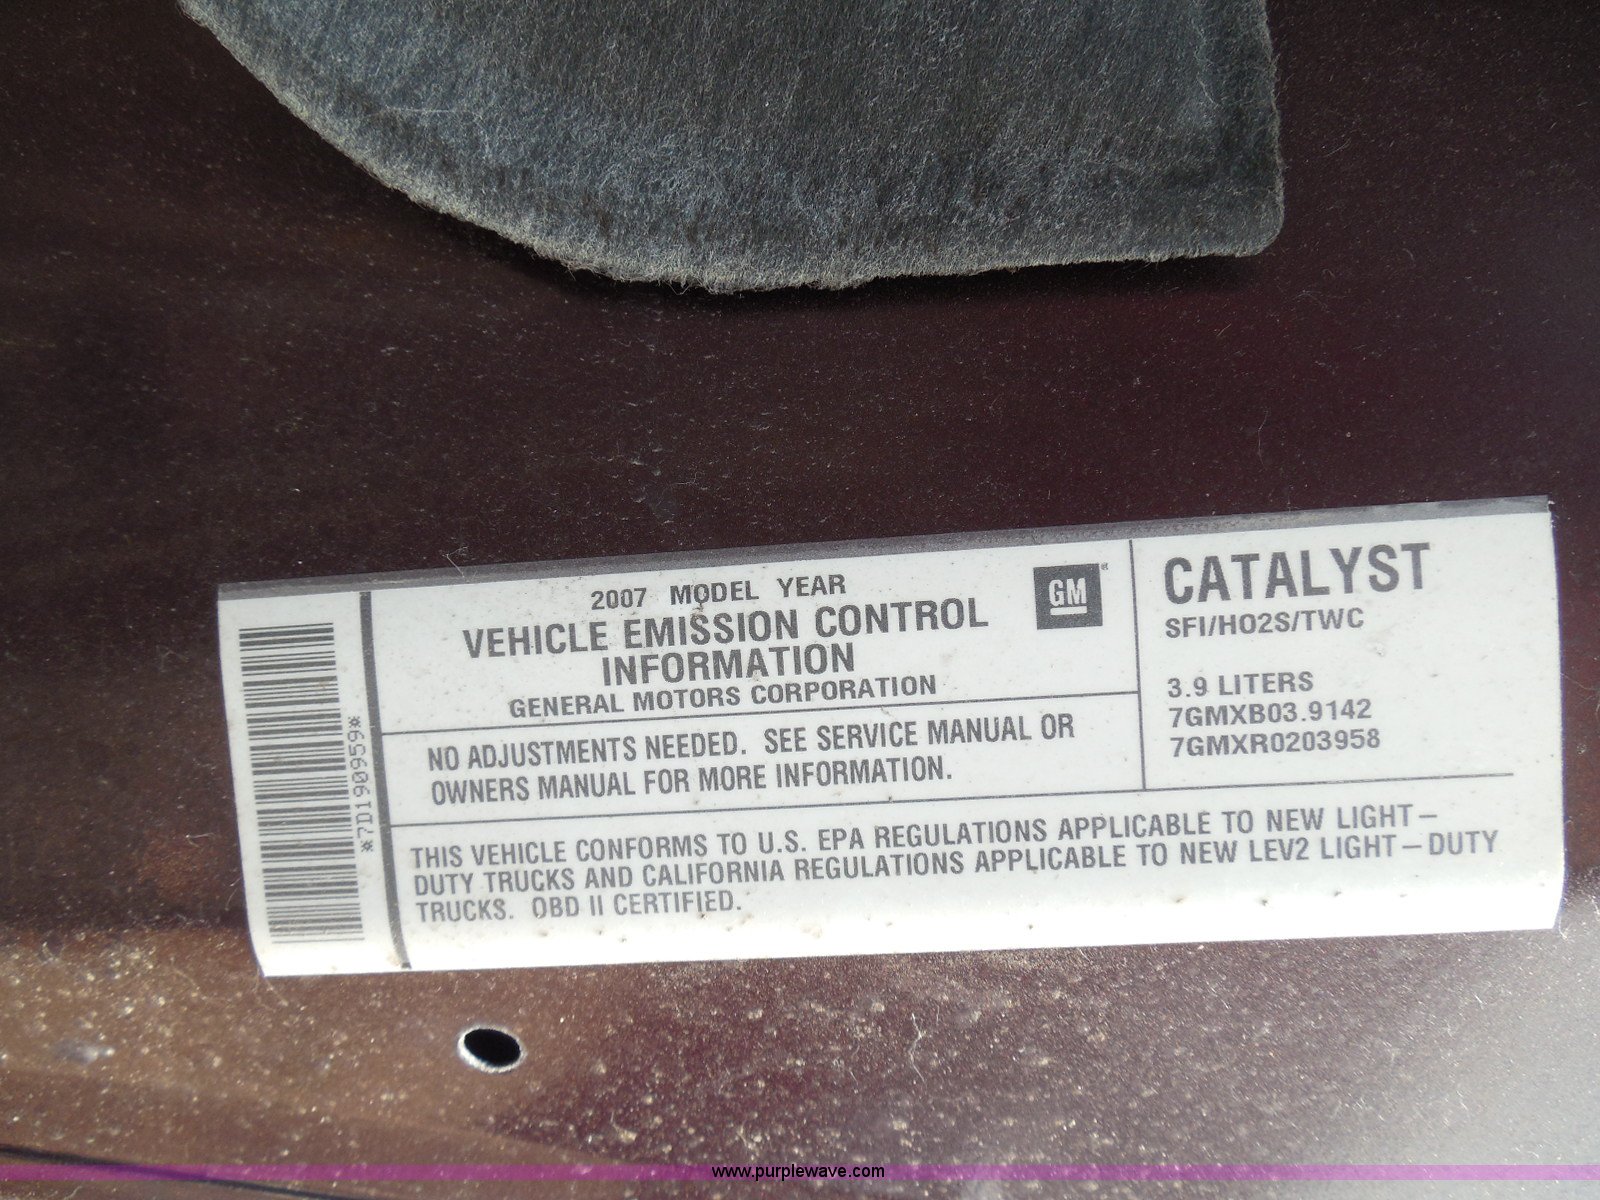 2007 MODEL YEAR
VEHICLE EMISSION CONTROL
INFORMATION
GENERAL MOTORS CORPORATION
GM
NO ADJUSTMENTS NEEDED. SEE SERVICE MANUAL OR
OWNERS MANUAL FOR MORE INFORMATION.
CATALYST
SFI/HO2S/TWC
3.9 LITERS
7GMXB03.9142
7GMXR0203958
THIS VEHICLE CONFORMS TO U.S. EPA REGULATIONS APPLICABLE TO NEW LIGHT–
DUTY TRUCKS AND CALIFORNIA REGULATIONS APPLICABLE TO NEW LEV2 LIGHT–DUTY
TRUCKS. OBD II CERTIFIED.
*7D1909959*
www.purplewave.com